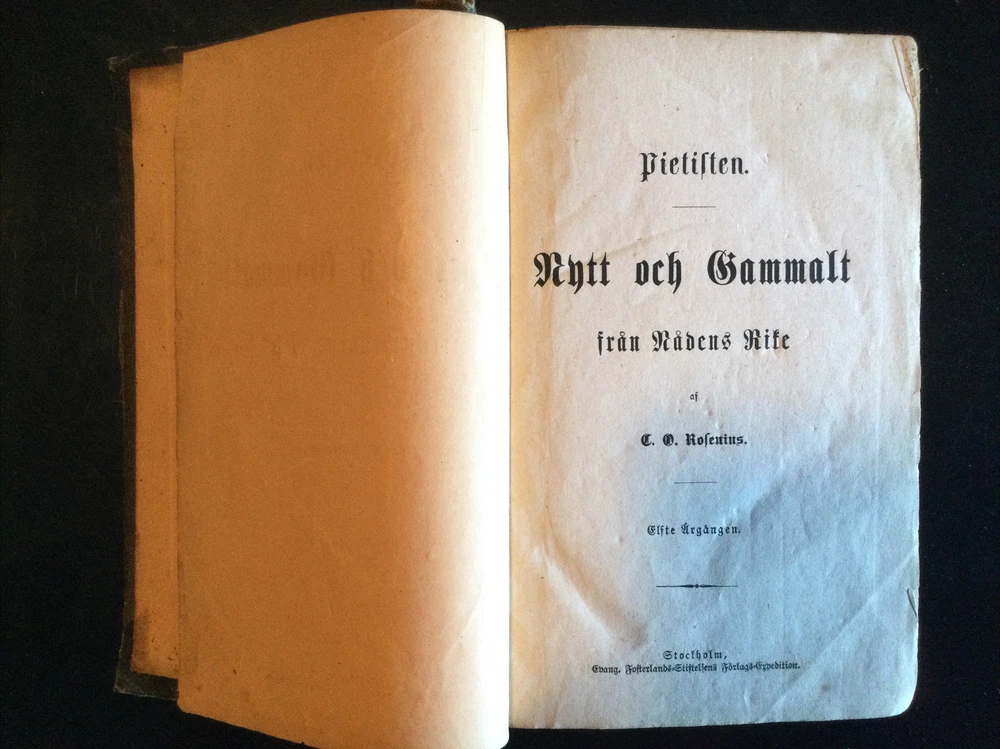 Pietisten.
Nytt och Gammalt
från Nådens Rike
af
C. O. Rosenius.
Elfte Årgången.
Stockholm,
Evang. Fosterlands-Stiftelsens Förlags-Expedition.